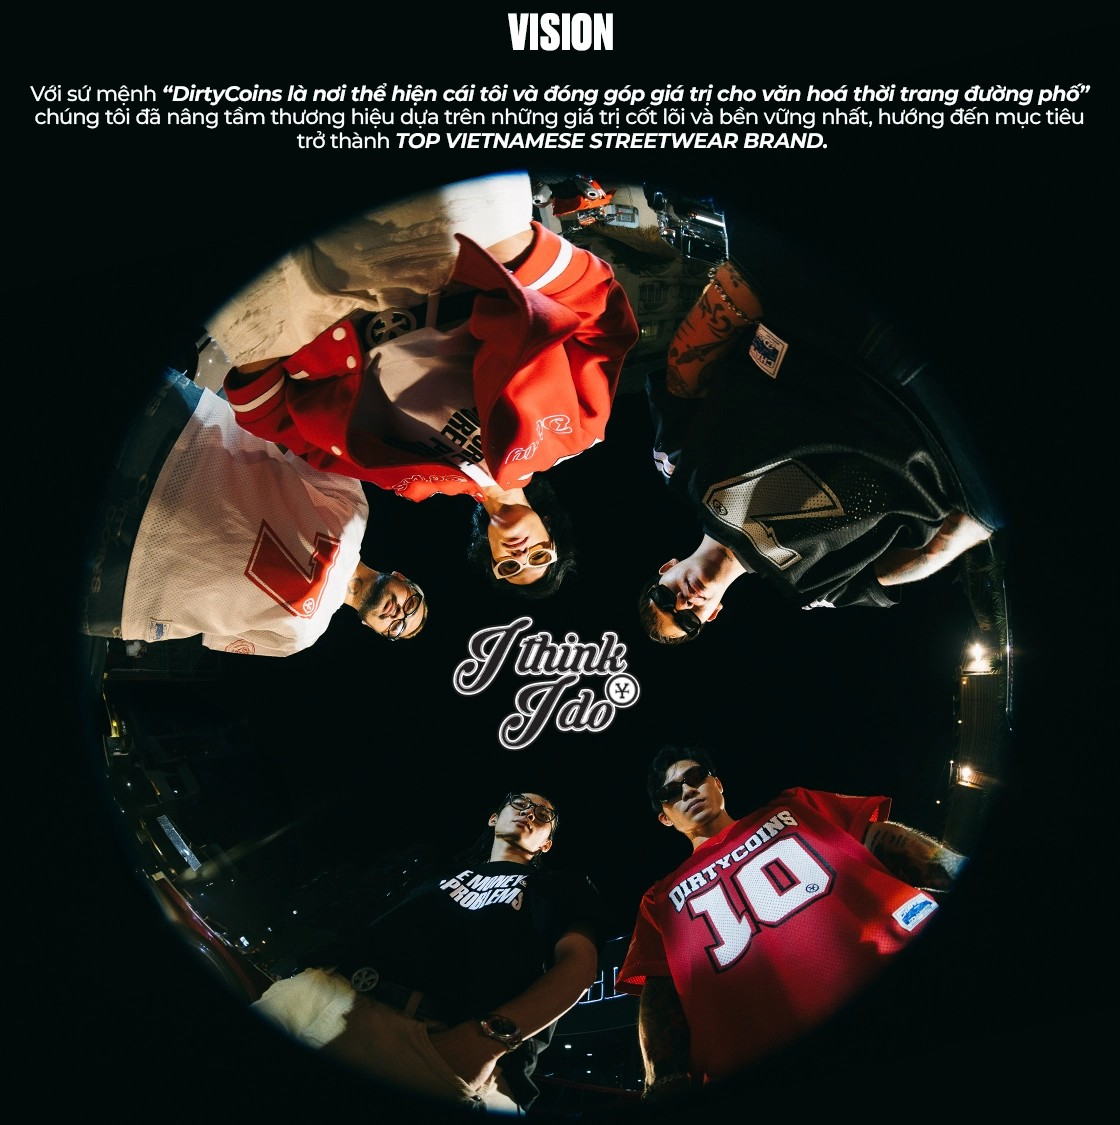 VISION
Với sứ mệnh “DirtyCoins là nơi thể hiện cái tôi và đóng góp giá trị cho văn hoá thời trang đường phố”
chúng tôi đã nâng tầm thương hiệu dựa trên những giá trị cốt lõi và bền vững nhất, hướng đến mục tiêu
trở thành TOP VIETNAMESE STREETWEAR BRAND.
I think
I do
E MONEY
PROBLEMS
DIRTYCOINS
10